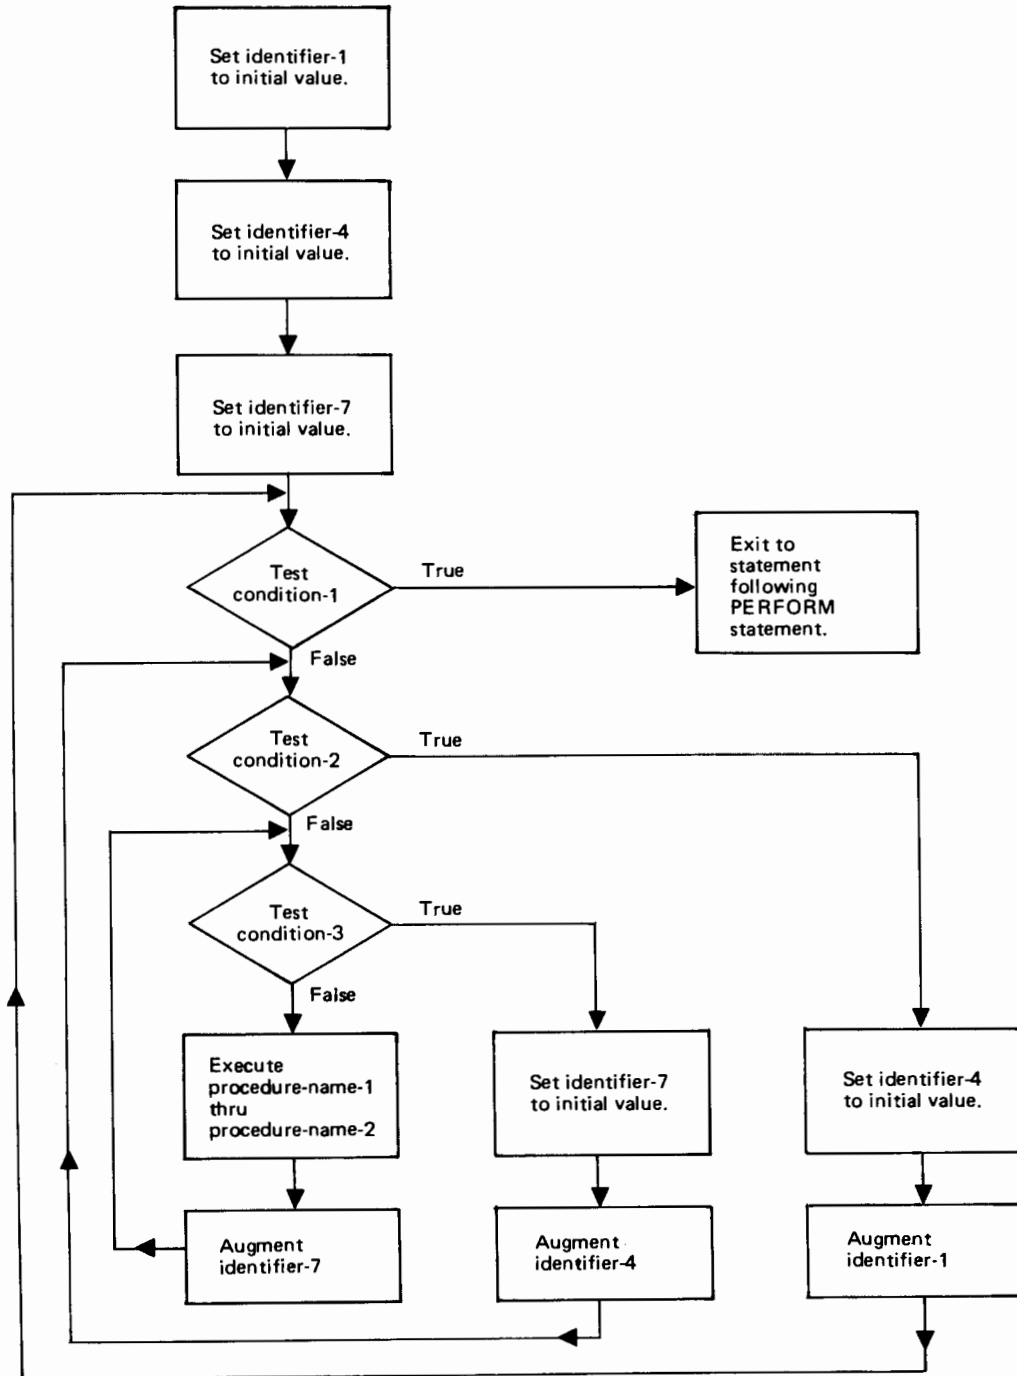 Set identifier-1
to initial value.
Set identifier-4
to initial value.
Set identifier-7
to initial value.
Test
condition-1
True
Exit to
statement
following
PERFORM
statement.
False
Test
condition-2
True
False
Test
condition-3
True
False
Execute
procedure-name-1
thru
procedure-name-2
Set identifier-7
to initial value.
Set identifier-4
to initial value.
Augment
identifier-7
Augment
identifier-4
Augment
identifier-1